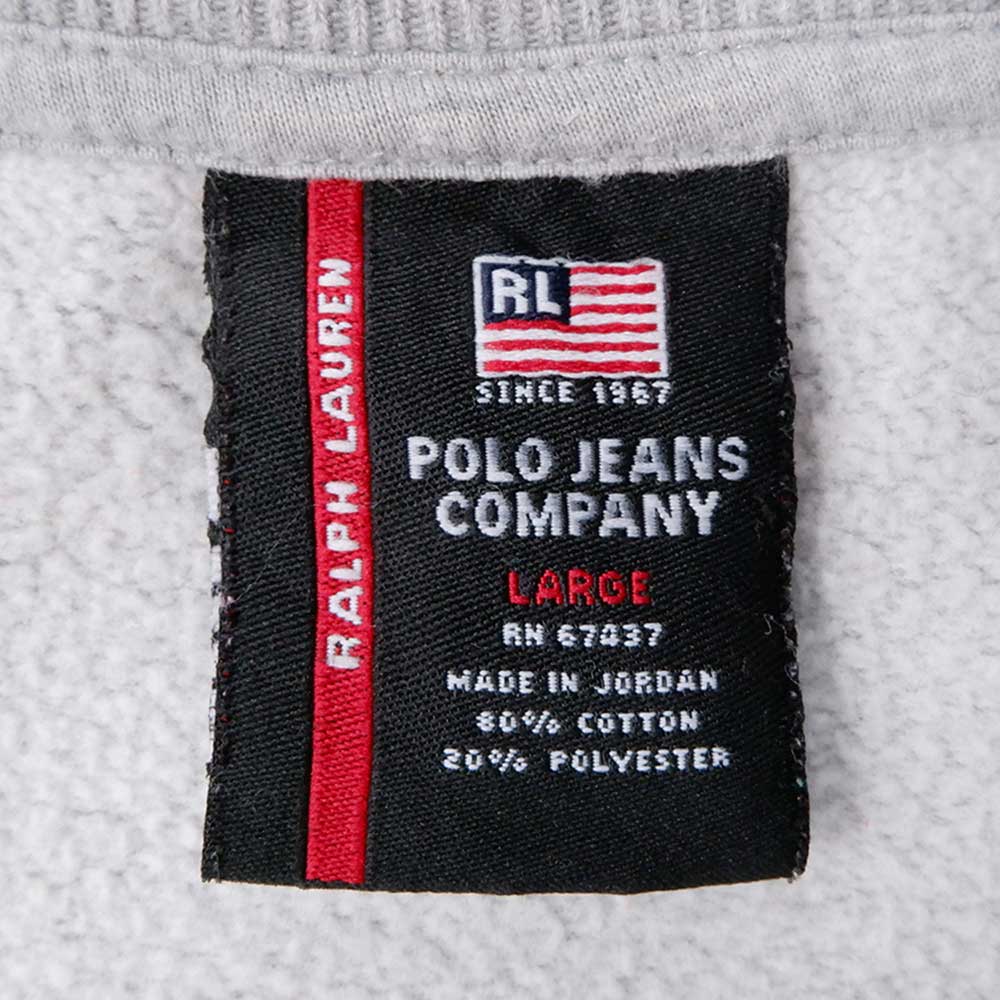 RALPH LAUREN
RL
SINCE 1967
POLO JEANS
COMPANY
LARGE
RN 67437
MADE IN JORDAN
80% COTTON
20% POLYESTER